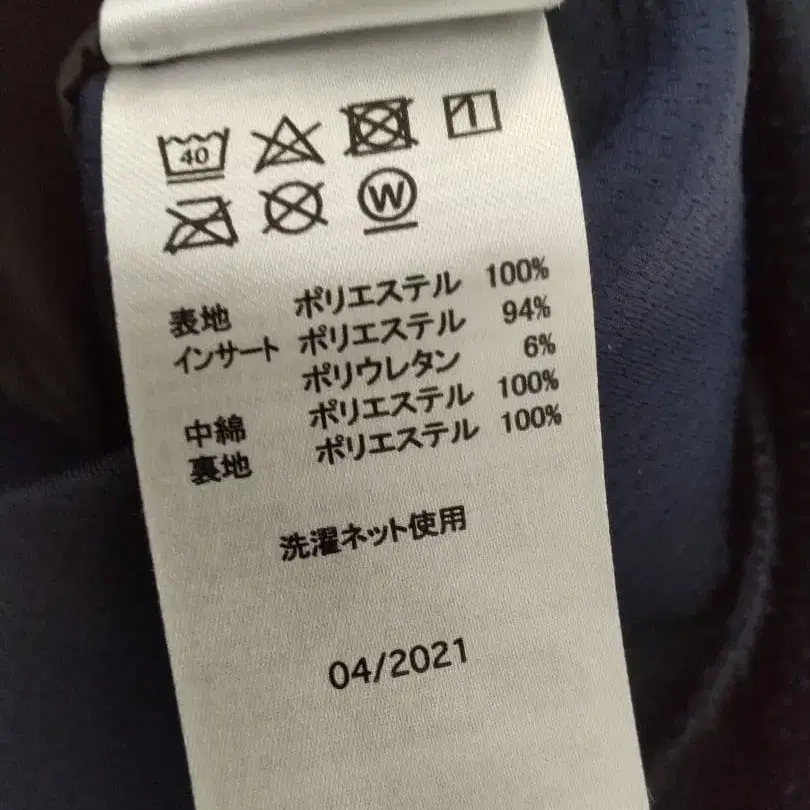 40
W
表地 ポリエステル 100%
インサート ポリエステル 94%
ポリウレタン 6%
中綿 ポリエステル 100%
裏地 ポリエステル 100%
洗濯ネット使用
04/2021